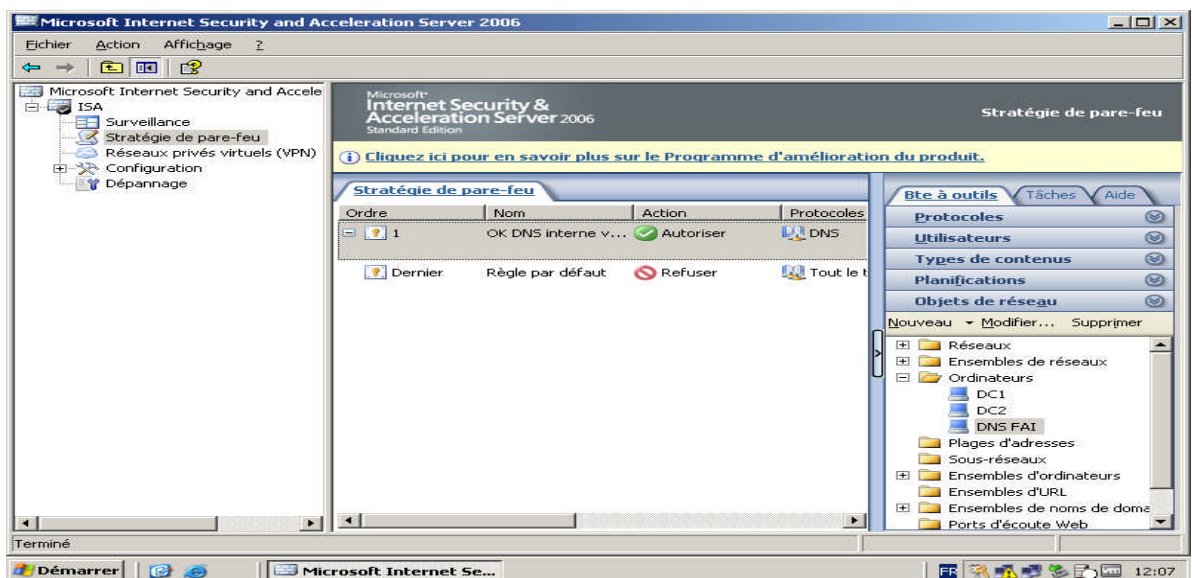 Microsoft Internet Security and Acceleration Server 2006
Fichier Action Affichage ?
Microsoft Internet Security and Accele
ISA
Surveillance
Stratégie de pare-feu
Réseaux privés virtuels (VPN)
Configuration
Dépannage
Microsoft
Internet Security &
Acceleration Server 2006
Standard Edition
Stratégie de pare-feu
Cliquez ici pour en savoir plus sur le Programme d'amélioration du produit.
Stratégie de pare-feu
Ordre Nom Action Protocoles
1 OK DNS interne v... Autoriser DNS
Dernier Règle par défaut Refuser Tout le t
Bte à outils Tâches Aide
Protocoles
Utilisateurs
Types de contenus
Planifications
Objets de réseau
Nouveau Modifier... Supprimer
Réseaux
Ensembles de réseaux
Ordinateurs
DC1
DC2
DNS FAI
Plages d'adresses
Sous-réseaux
Ensembles d'ordinateurs
Ensembles d'URL
Ensembles de noms de doma
Ports d'écoute Web
Terminé
Démarrer Microsoft Internet Se... FR 12:07